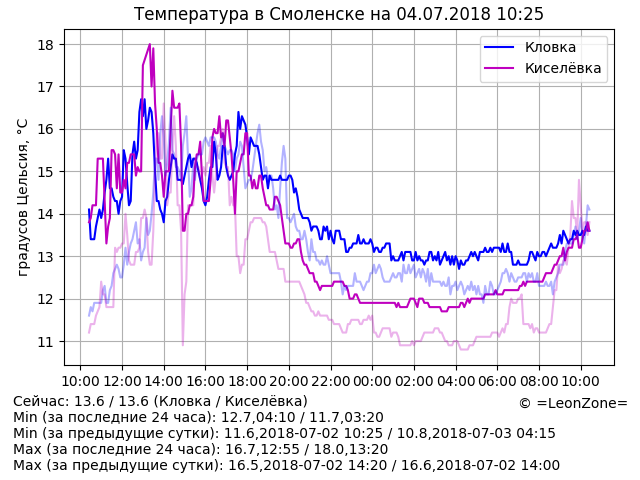 Температура в Смоленске на 04.07.2018 10:25
Кловка
Киселёвка
градусов Цельсия, °C
18
17
16
15
14
13
12
11
10:00 12:00 14:00 16:00 18:00 20:00 22:00 00:00 02:00 04:00 06:00 08:00 10:00
Сейчас: 13.6 / 13.6 (Кловка / Киселёвка)
© =LeonZone=
Min (за последние 24 часа): 12.7,04:10 / 11.7,03:20
Min (за предыдущие сутки): 11.6,2018-07-02 10:25 / 10.8,2018-07-03 04:15
Max (за последние 24 часа): 16.7,12:55 / 18.0,13:20
Max (за предыдущие сутки): 16.5,2018-07-02 14:20 / 16.6,2018-07-02 14:00